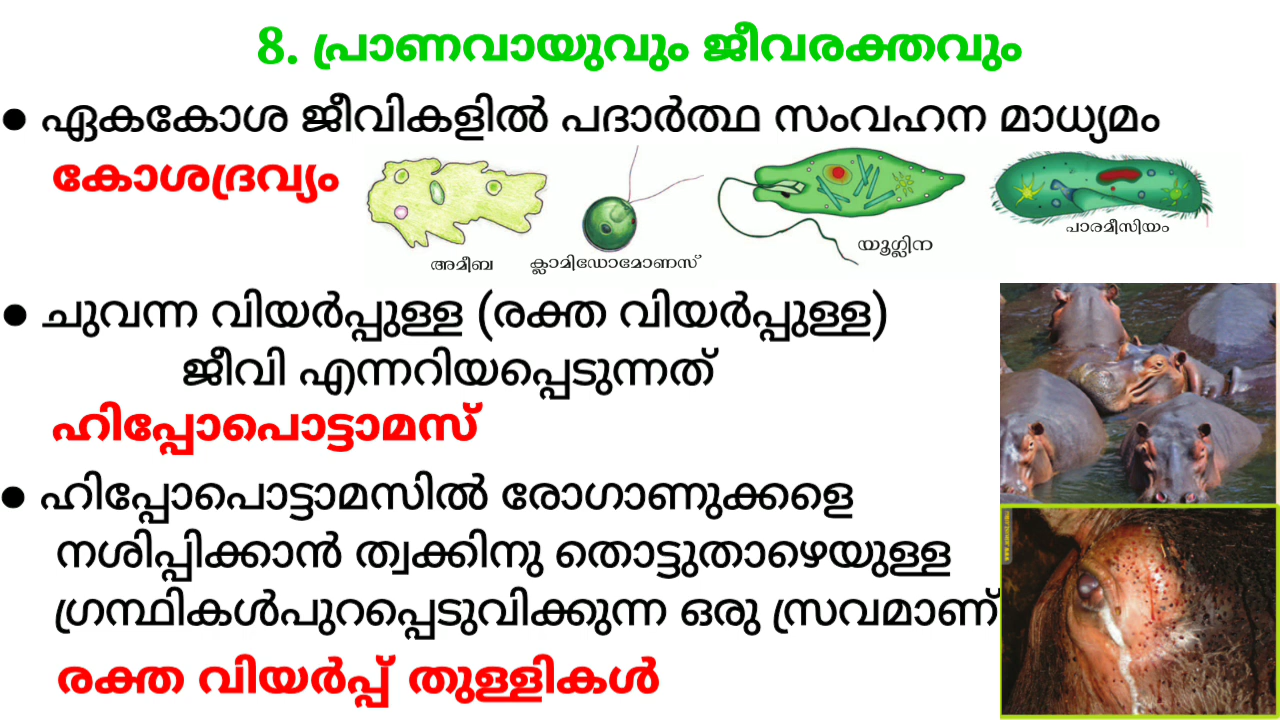 8. പ്രാണവായുവും ജീവരക്തവും
● ഏകകോശ ജീവികളിൽ പദാർത്ഥ സംവഹന മാധ്യമം
കോശദ്രവ്യം
അമീബ
ക്ലാമിഡോമോണസ്
യൂഗ്ലിന
പാരമീസിയം
● ചുവന്ന വിയർപ്പുള്ള (രക്ത വിയർപ്പുള്ള)
ജീവി എന്നറിയപ്പെടുന്നത്
ഹിപ്പോപൊട്ടാമസ്
● ഹിപ്പോപൊട്ടാമസിൽ രോഗാണുക്കളെ
നശിപ്പിക്കാൻ ത്വക്കിനു തൊട്ടുതാഴെയുള്ള
ഗ്രന്ഥികൾപുറപ്പെടുവിക്കുന്ന ഒരു സ്രവമാണ്
രക്ത വിയർപ്പ് തുള്ളികൾ